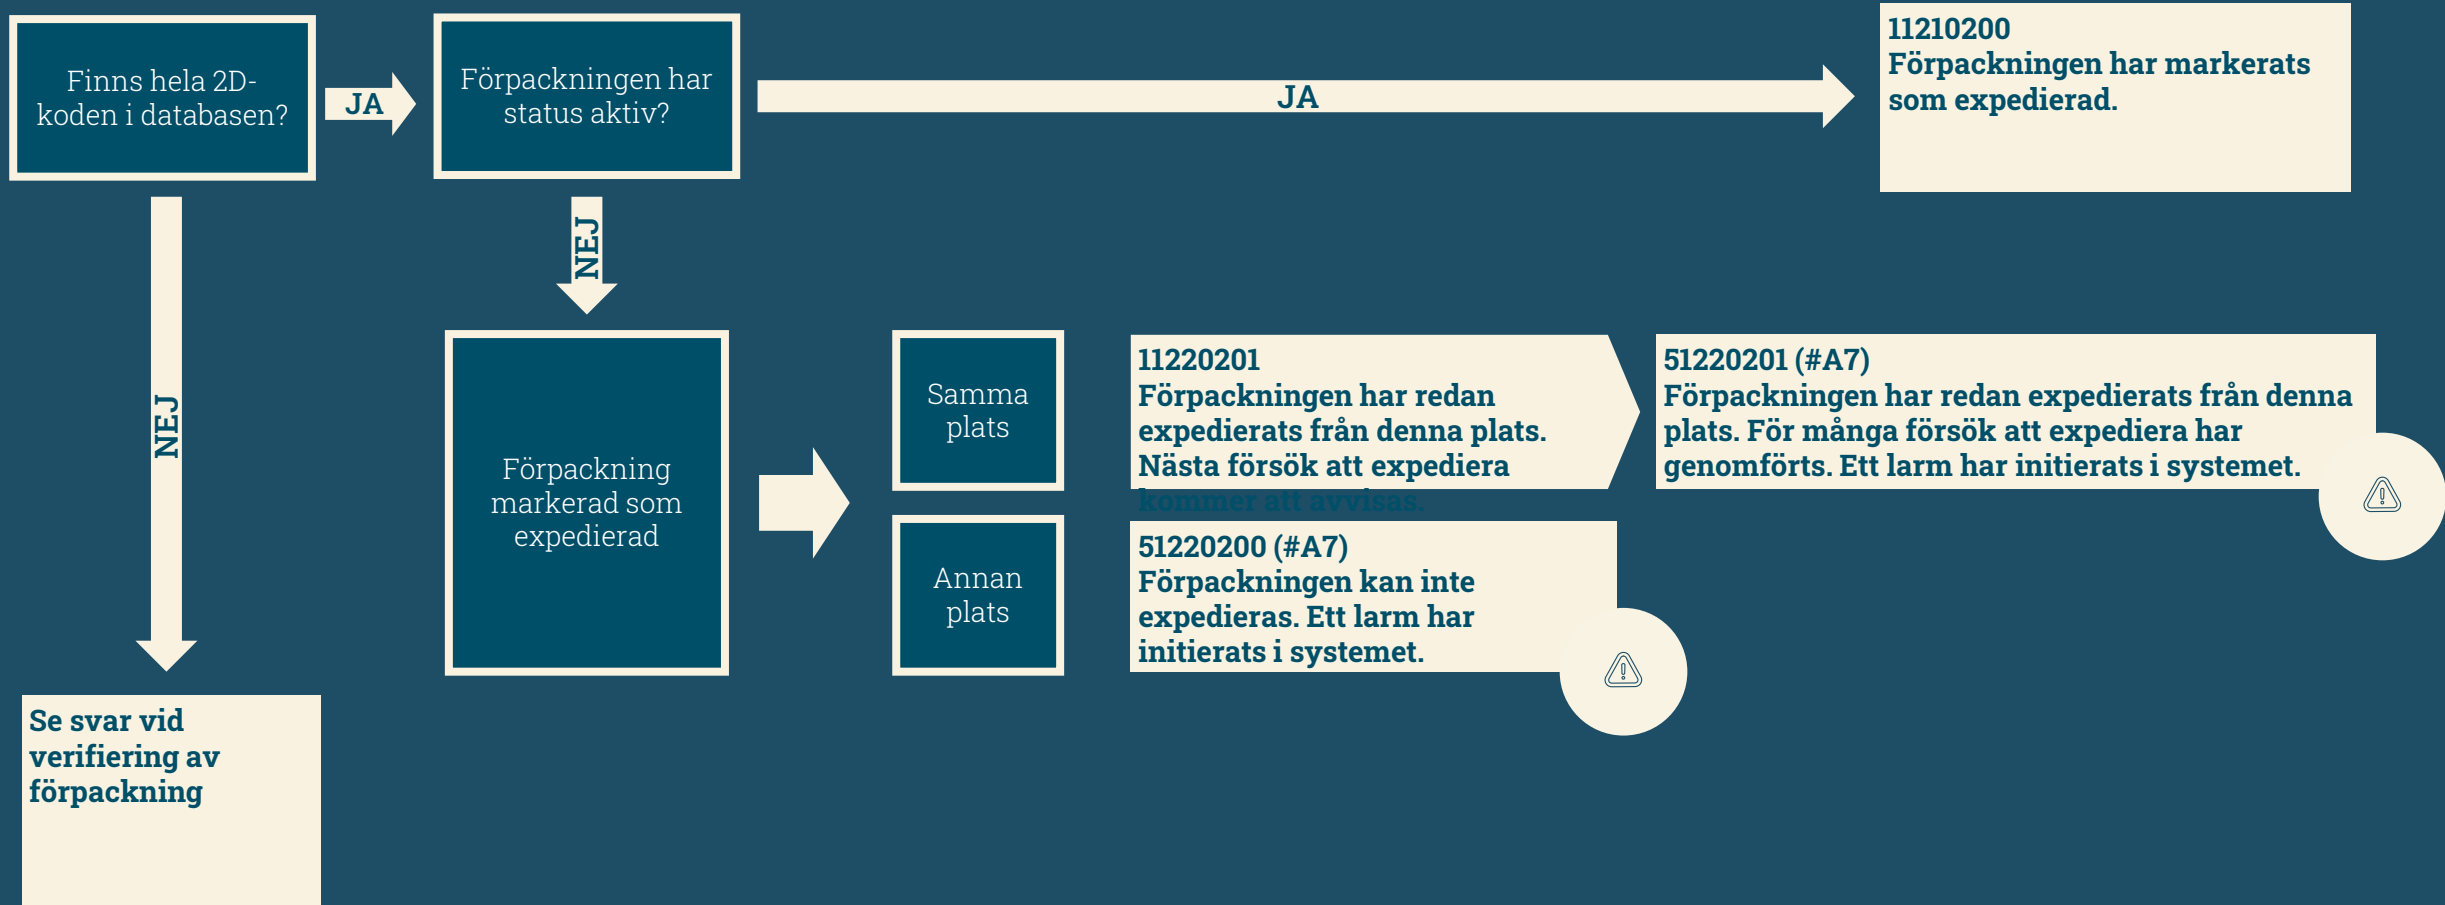 Finns hela 2D-
koden i databasen?
JA
Förpackningen har
status aktiv?
JA
11210200
Förpackningen har markerats
som expedierad.
NEJ
NEJ
Förpackning
markerad som
expedierad
Samma
plats
11220201
Förpackningen har redan
expedierats från denna plats.
Nästa försök att expediera
kommer att avvisas.
51220201 (#A7)
Förpackningen har redan expedierats från denna
plats. För många försök att expediera har
genomförts. Ett larm har initierats i systemet.
Annan
plats
51220200 (#A7)
Förpackningen kan inte
expedieras. Ett larm har
initierats i systemet.
Se svar vid
verifiering av
förpackning